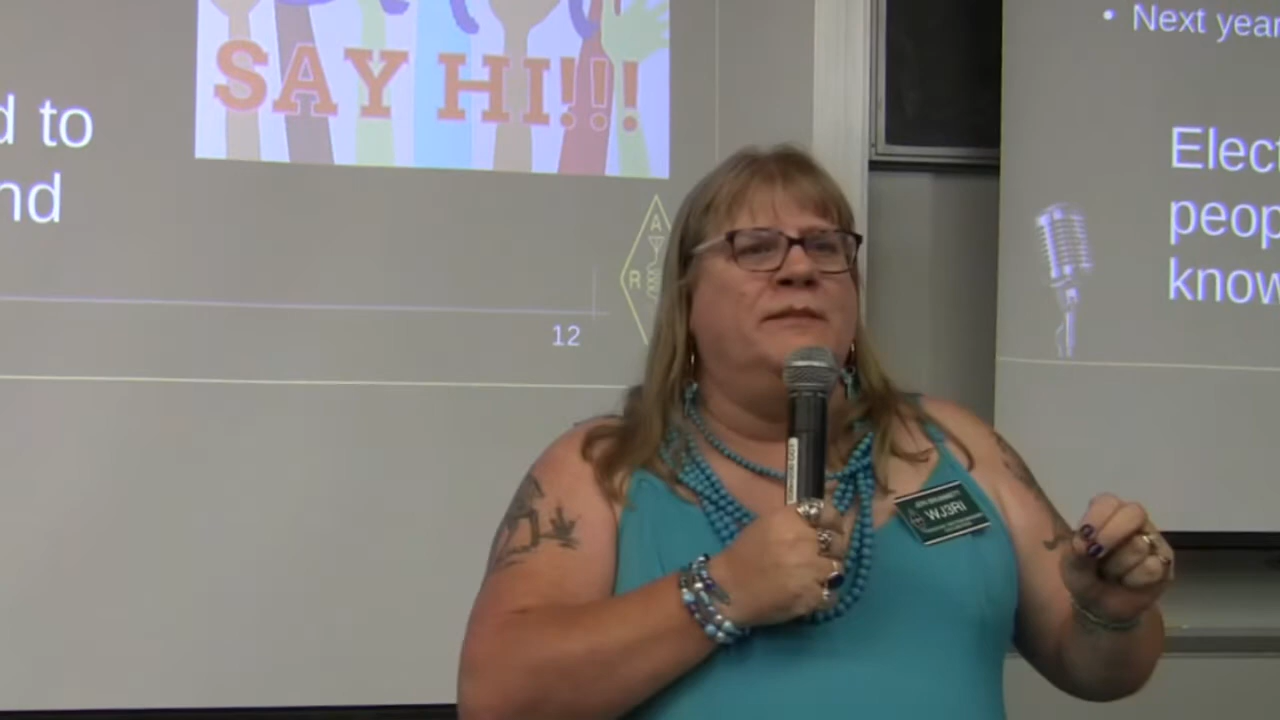 SAY HI!!!
d to
nd
12
A
R
• Next year
Elect
peop
know
WJ3RI